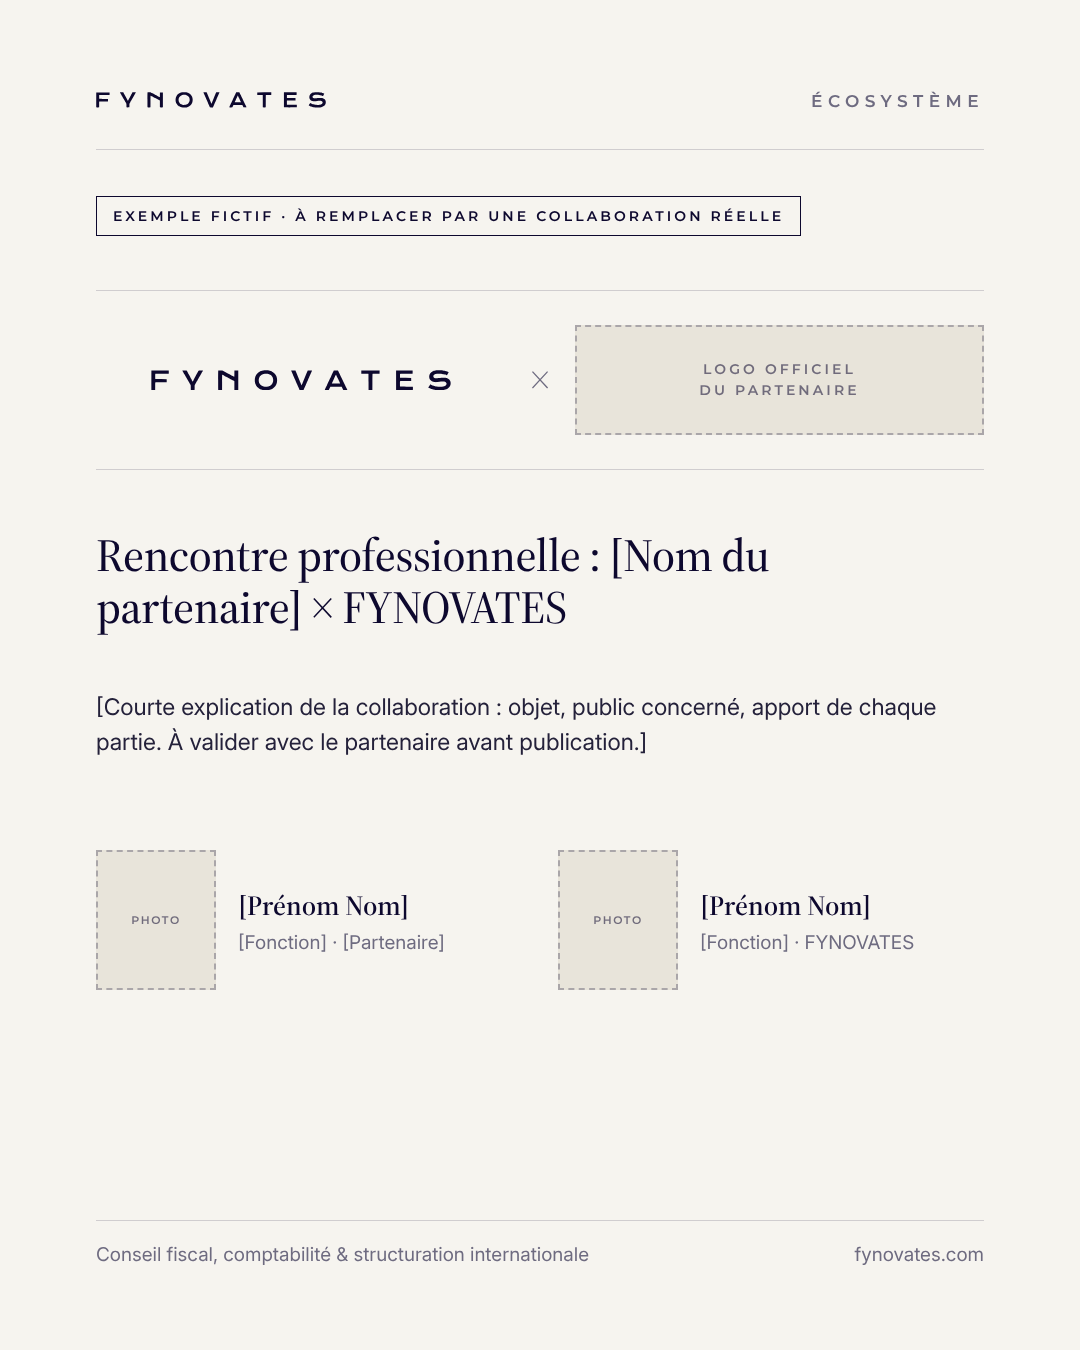 FYNOVATES
ÉCOSYSTÈME
EXEMPLE FICTIF · À REMPLACER PAR UNE COLLABORATION RÉELLE
FYNOVATES ×
LOGO OFFICIEL
DU PARTENAIRE
Rencontre professionnelle : [Nom du
partenaire] × FYNOVATES
[Courte explication de la collaboration : objet, public concerné, apport de chaque
partie. À valider avec le partenaire avant publication.]
PHOTO
[Prénom Nom]
[Fonction] · [Partenaire]
PHOTO
[Prénom Nom]
[Fonction] · FYNOVATES
Conseil fiscal, comptabilité & structuration internationale
fynovates.com